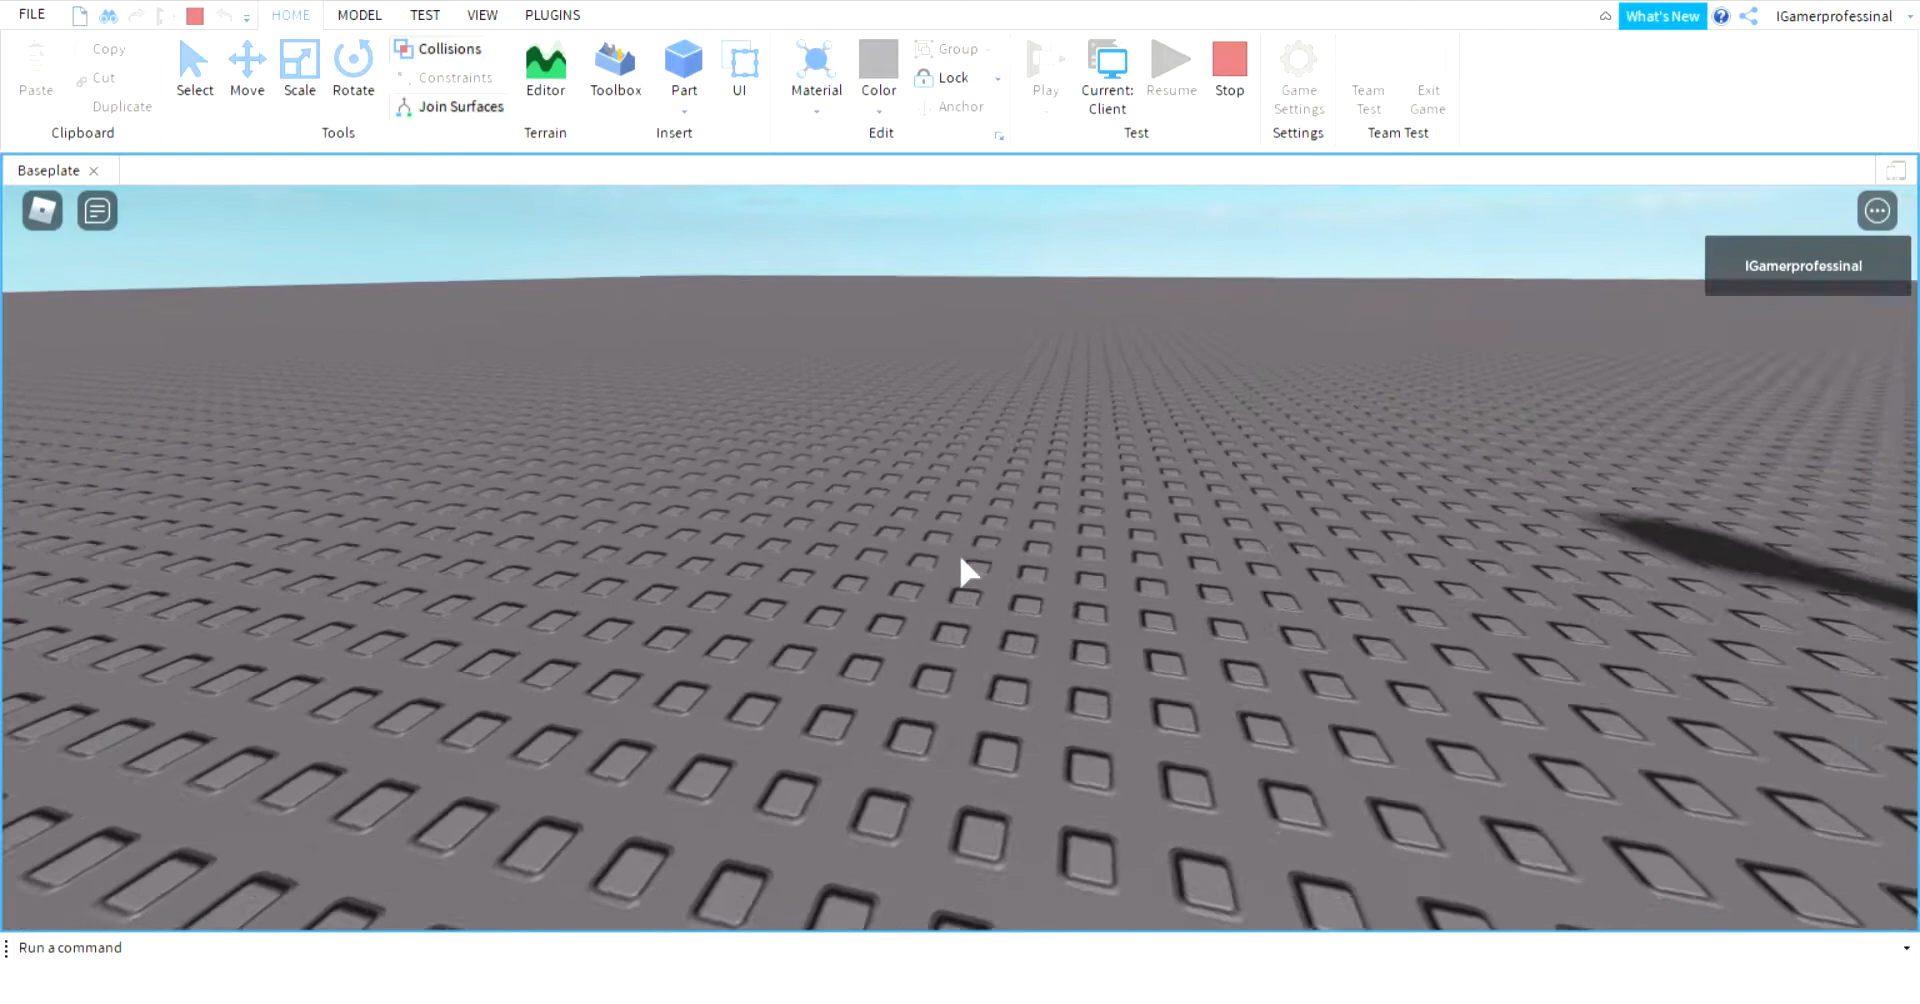 FILE
HOME
MODEL
TEST
VIEW
PLUGINS
What's New
IGamerprofessinal
Paste
Copy
Cut
Duplicate
Clipboard
Select
Move
Scale
Rotate
Collisions
Constraints
Join Surfaces
Tools
Editor
Terrain
Toolbox
Part
UI
Insert
Material
Color
Group
Lock
Anchor
Edit
Play
Current:
Client
Resume
Stop
Test
Game
Settings
Settings
Team
Test
Exit
Game
Team Test
Baseplate
IGamerprofessinal
Run a command